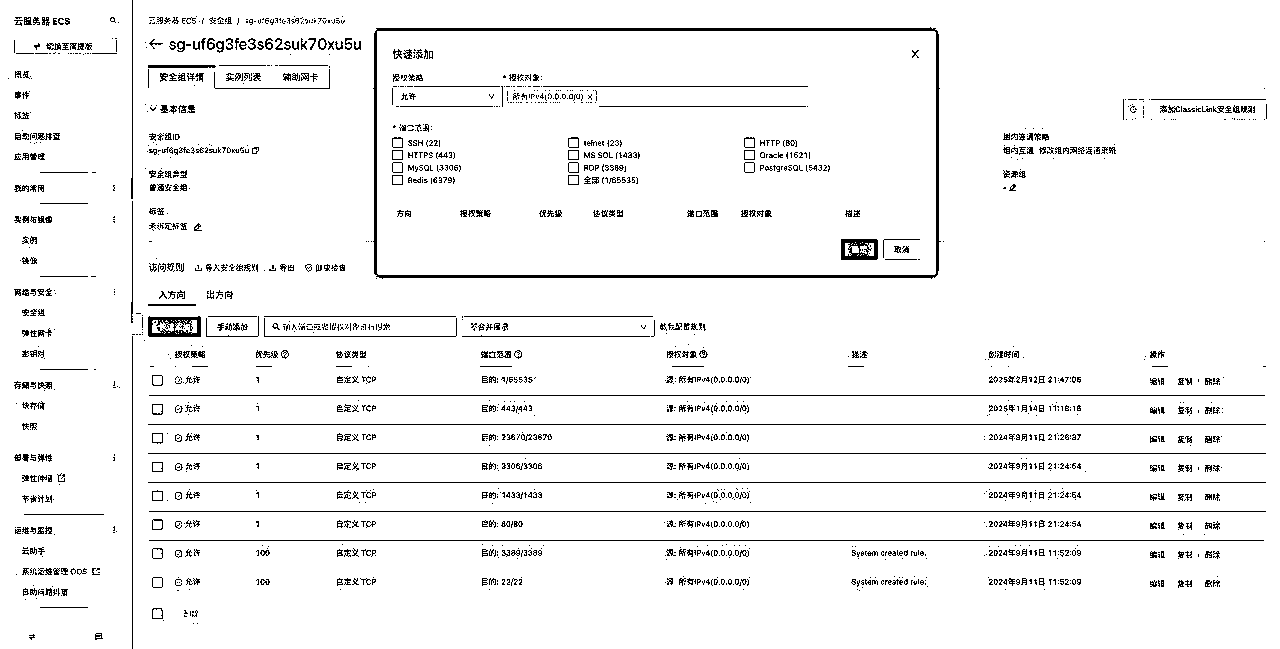 云服务器 ECS
概览
事件
标签
自助问题排查
应用管理
我的常用
实例与镜像
实例
镜像
网络与安全
安全组
弹性网卡
密钥对
存储与快照
块存储
快照
部署与弹性
弹性伸缩
节省计划
运维与监控
云助手
系统运维管理 OOS
自助问题排查
云服务器 ECS / 安全组 / sg-uf6g3fe3s62suk70xu5u
← sg-uf6g3fe3s62suk70xu5u
安全组详情 实例列表 辅助网卡
基本信息
添加ClassicLink安全组规则
安全组ID
sg-uf6g3fe3s62suk70xu5u
安全组类型
普通安全组
标签
未绑定标签
组内连通策略
组内互通 修改组内网络连通策略
资源组
-
快速添加
授权策略 * 授权对象:
允许 所有IPv4(0.0.0.0/0) ×
* 端口范围:
SSH (22) telnet (23) HTTP (80)
HTTPS (443) MS SQL (1433) Oracle (1521)
MySQL (3306) RDP (3389) PostgreSQL (5432)
Redis (6379) 全部 (1/65535)
方向 授权策略 优先级 协议类型 端口范围 授权对象 描述
取消
访问规则 导入安全组规则 导出 健康检查
入方向 出方向
手动添加 输入端口或者授权对象进行搜索
授权策略 优先级 协议类型 端口范围 授权对象 描述 创建时间 操作
允许 1 自定义 TCP 目的: 1/65535 源: 所有IPv4(0.0.0.0/0) 2025年2月12日 21:47:06 编辑 复制 删除
允许 1 自定义 TCP 目的: 443/443 源: 所有IPv4(0.0.0.0/0) 2025年1月14日 11:16:16 编辑 复制 删除
允许 1 自定义 TCP 目的: 23670/23670 源: 所有IPv4(0.0.0.0/0) 2024年9月11日 21:26:37 编辑 复制 删除
允许 1 自定义 TCP 目的: 3306/3306 源: 所有IPv4(0.0.0.0/0) 2024年9月11日 21:24:54 编辑 复制 删除
允许 1 自定义 TCP 目的: 1433/1433 源: 所有IPv4(0.0.0.0/0) 2024年9月11日 21:24:54 编辑 复制 删除
允许 1 自定义 TCP 目的: 80/80 源: 所有IPv4(0.0.0.0/0) 2024年9月11日 21:24:54 编辑 复制 删除
允许 100 自定义 TCP 目的: 3389/3389 源: 所有IPv4(0.0.0.0/0) System created rule. 2024年9月11日 11:52:09 编辑 复制 删除
允许 100 自定义 TCP 目的: 22/22 源: 所有IPv4(0.0.0.0/0) System created rule. 2024年9月11日 11:52:09 编辑 复制 删除
删除